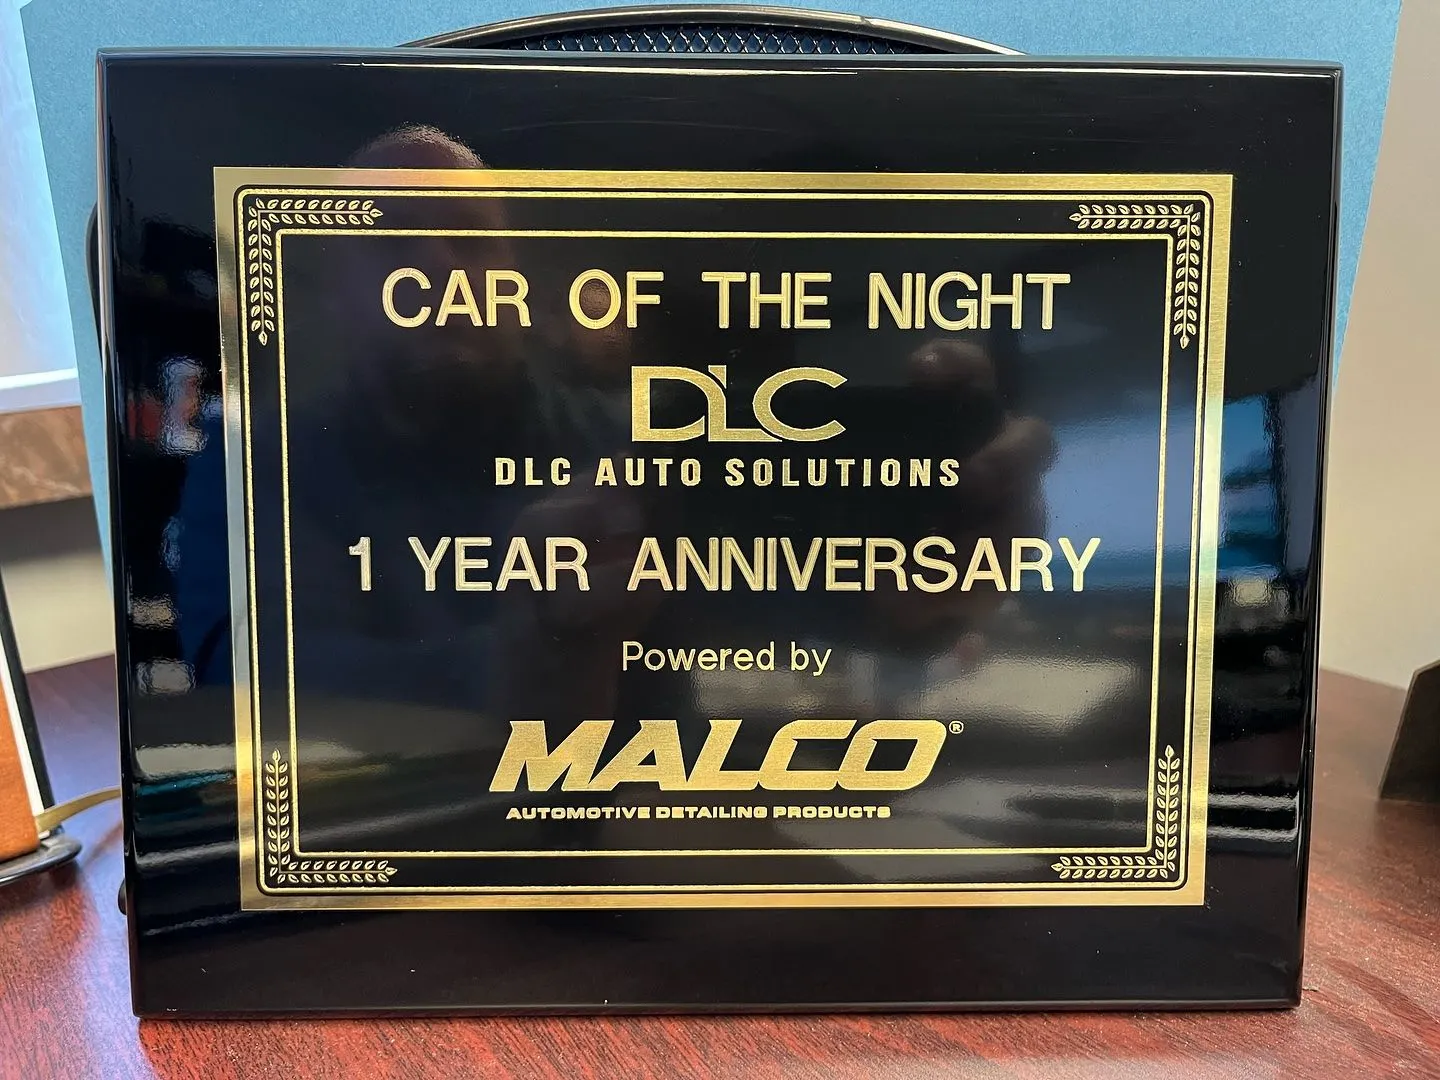 CAR OF THE NIGHT
DLC
DLC AUTO SOLUTIONS
1 YEAR ANNIVERSARY
Powered by
MALCO®
AUTOMOTIVE DETAILING PRODUCTS